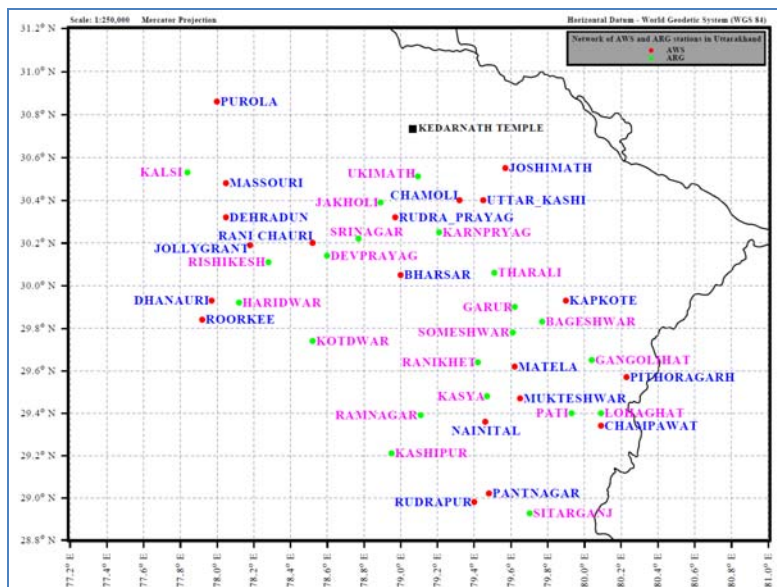 Scale: 1:250,000 Mercator Projection Horizontal Datum - World Geodetic System (WGS 84)
Network of AWS and ARG stations in Uttarakhand
AWS
ARG
31.2° N
31.0° N
30.8° N
30.6° N
30.4° N
30.2° N
30.0° N
29.8° N
29.6° N
29.4° N
29.2° N
29.0° N
28.8° N
PUROLA
KEDARNATH TEMPLE
KALSI
UKIMATH
JOSHIMATH
MASSOURI
JAKHOLI
CHAMOLI
UTTAR_KASHI
DEHRADUN
RUDRA_PRAYAG
RANI CHAURI
SRINAGAR
KARNPRYAG
JOLLYGRANT
DEVPRAYAG
RISHIKESH
BHARSAR
THARALI
DHANAURI
HARIDWAR
GARUR
KAPKOTE
ROORKEE
BAGESHWAR
KOTDWAR
SOMESHWAR
RANIKHET
MATELA
GANGOLIHAT
PITHORAGARH
KASYA
MUKTESHWAR
RAMNAGAR
PATI
LOHAGHAT
NAINITAL
CHAMPAWAT
KASHIPUR
PANTNAGAR
RUDRAPUR
SITARGANJ
77.2° E
77.4° E
77.6° E
77.8° E
78.0° E
78.2° E
78.4° E
78.6° E
78.8° E
79.0° E
79.2° E
79.4° E
79.6° E
79.8° E
80.0° E
80.2° E
80.4° E
80.6° E
80.8° E
81.0° E